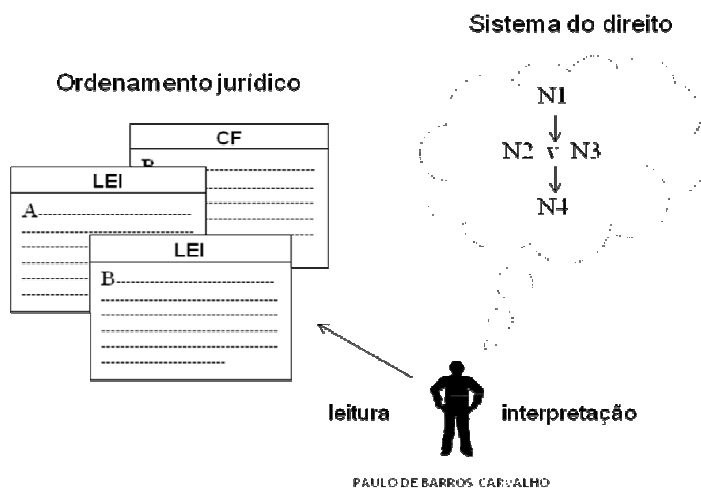 Sistema do direito
Ordenamento jurídico
N1
N2 v N3
N4
CF
B
LEI
A
LEI
B
leitura
interpretação
PAULO DE BARROS CARVALHO